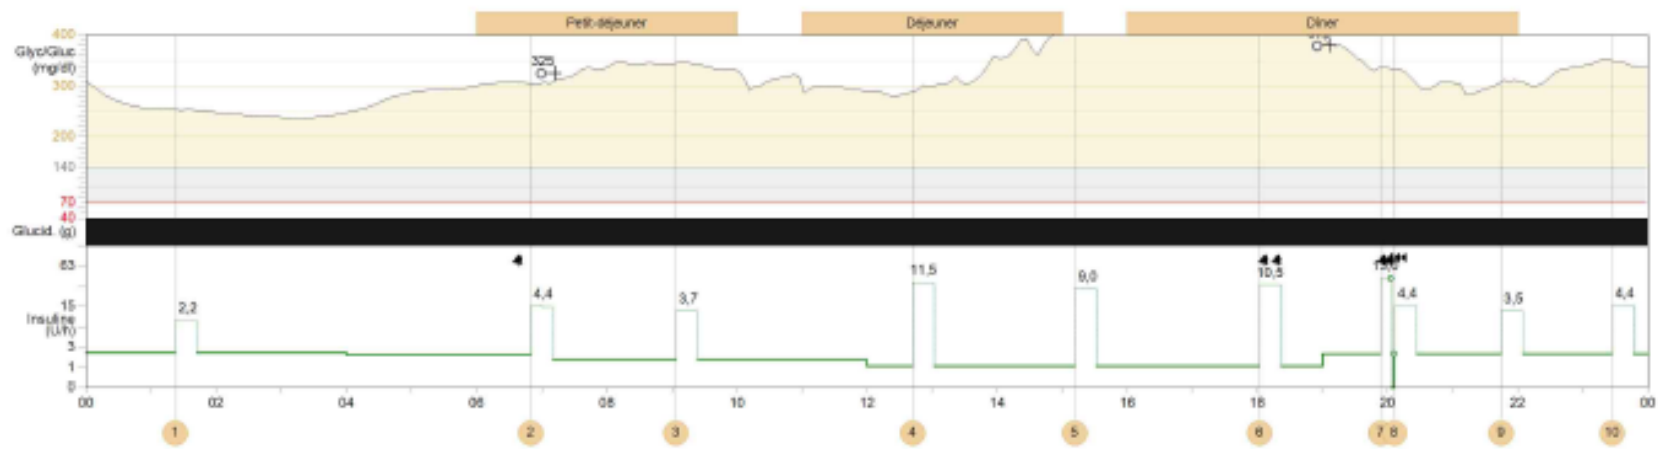 Petit-déjeuner Déjeuner Dîner
400
Glyc/Gluc
(mg/dl)
325
300
200
140
70
40
Glucid. (g)
63
15
Insuline
(U/h)
3
1
0
2,2 4,4 3,7 11,5 9,0 10,5 4,4 3,5 4,4
00 02 04 06 08 10 12 14 16 18 20 22 00
1 2 3 4 5 6 7 8 9 10